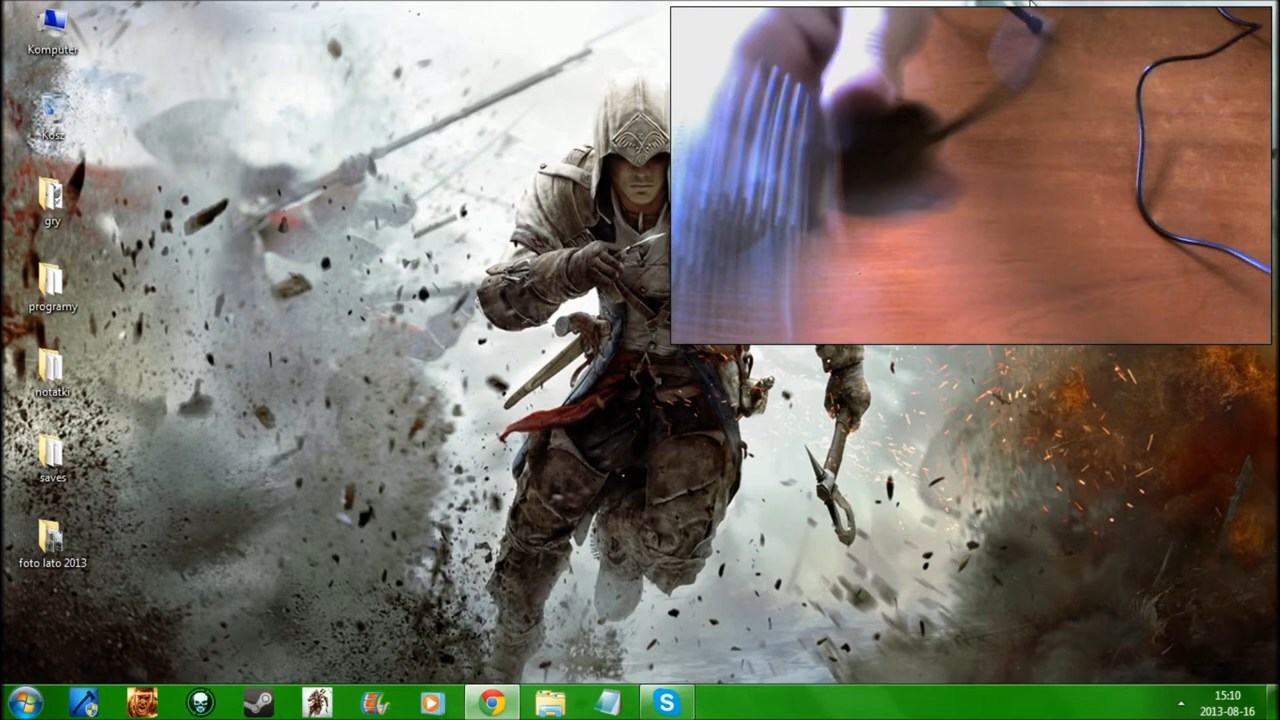 Komputer
Kosz
gry
programy
notatki
saves
foto lato 2013
15:10
2013-08-16